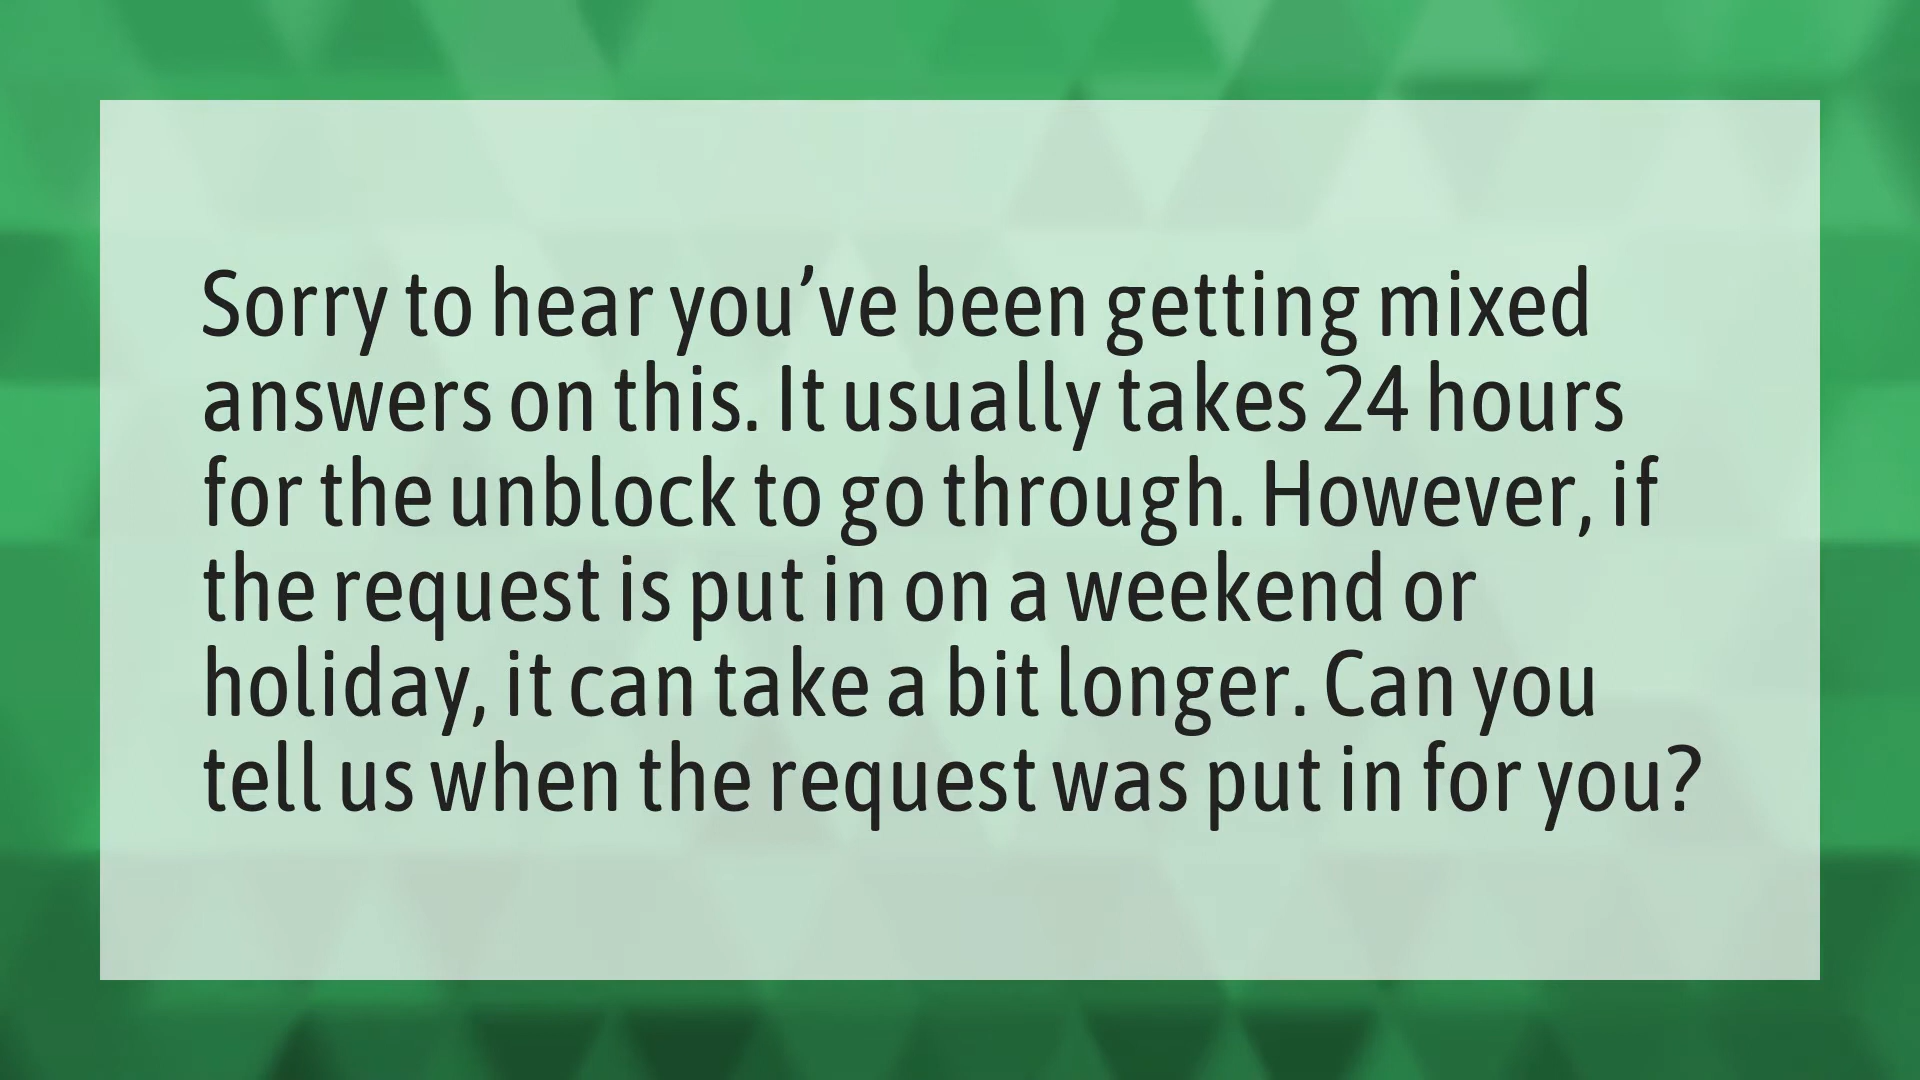 Sorry to hear you’ve been getting mixed
answers on this. It usually takes 24 hours
for the unblock to go through. However, if
the request is put in on a weekend or
holiday, it can take a bit longer. Can you
tell us when the request was put in for you?